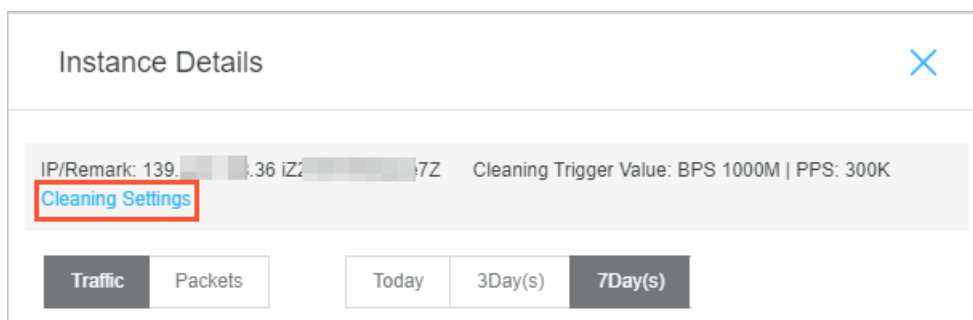 Instance Details
IP/Remark: 139. .36 iZ 7Z Cleaning Trigger Value: BPS 1000M | PPS: 300K
Cleaning Settings
Traffic Packets Today 3Day(s) 7Day(s)